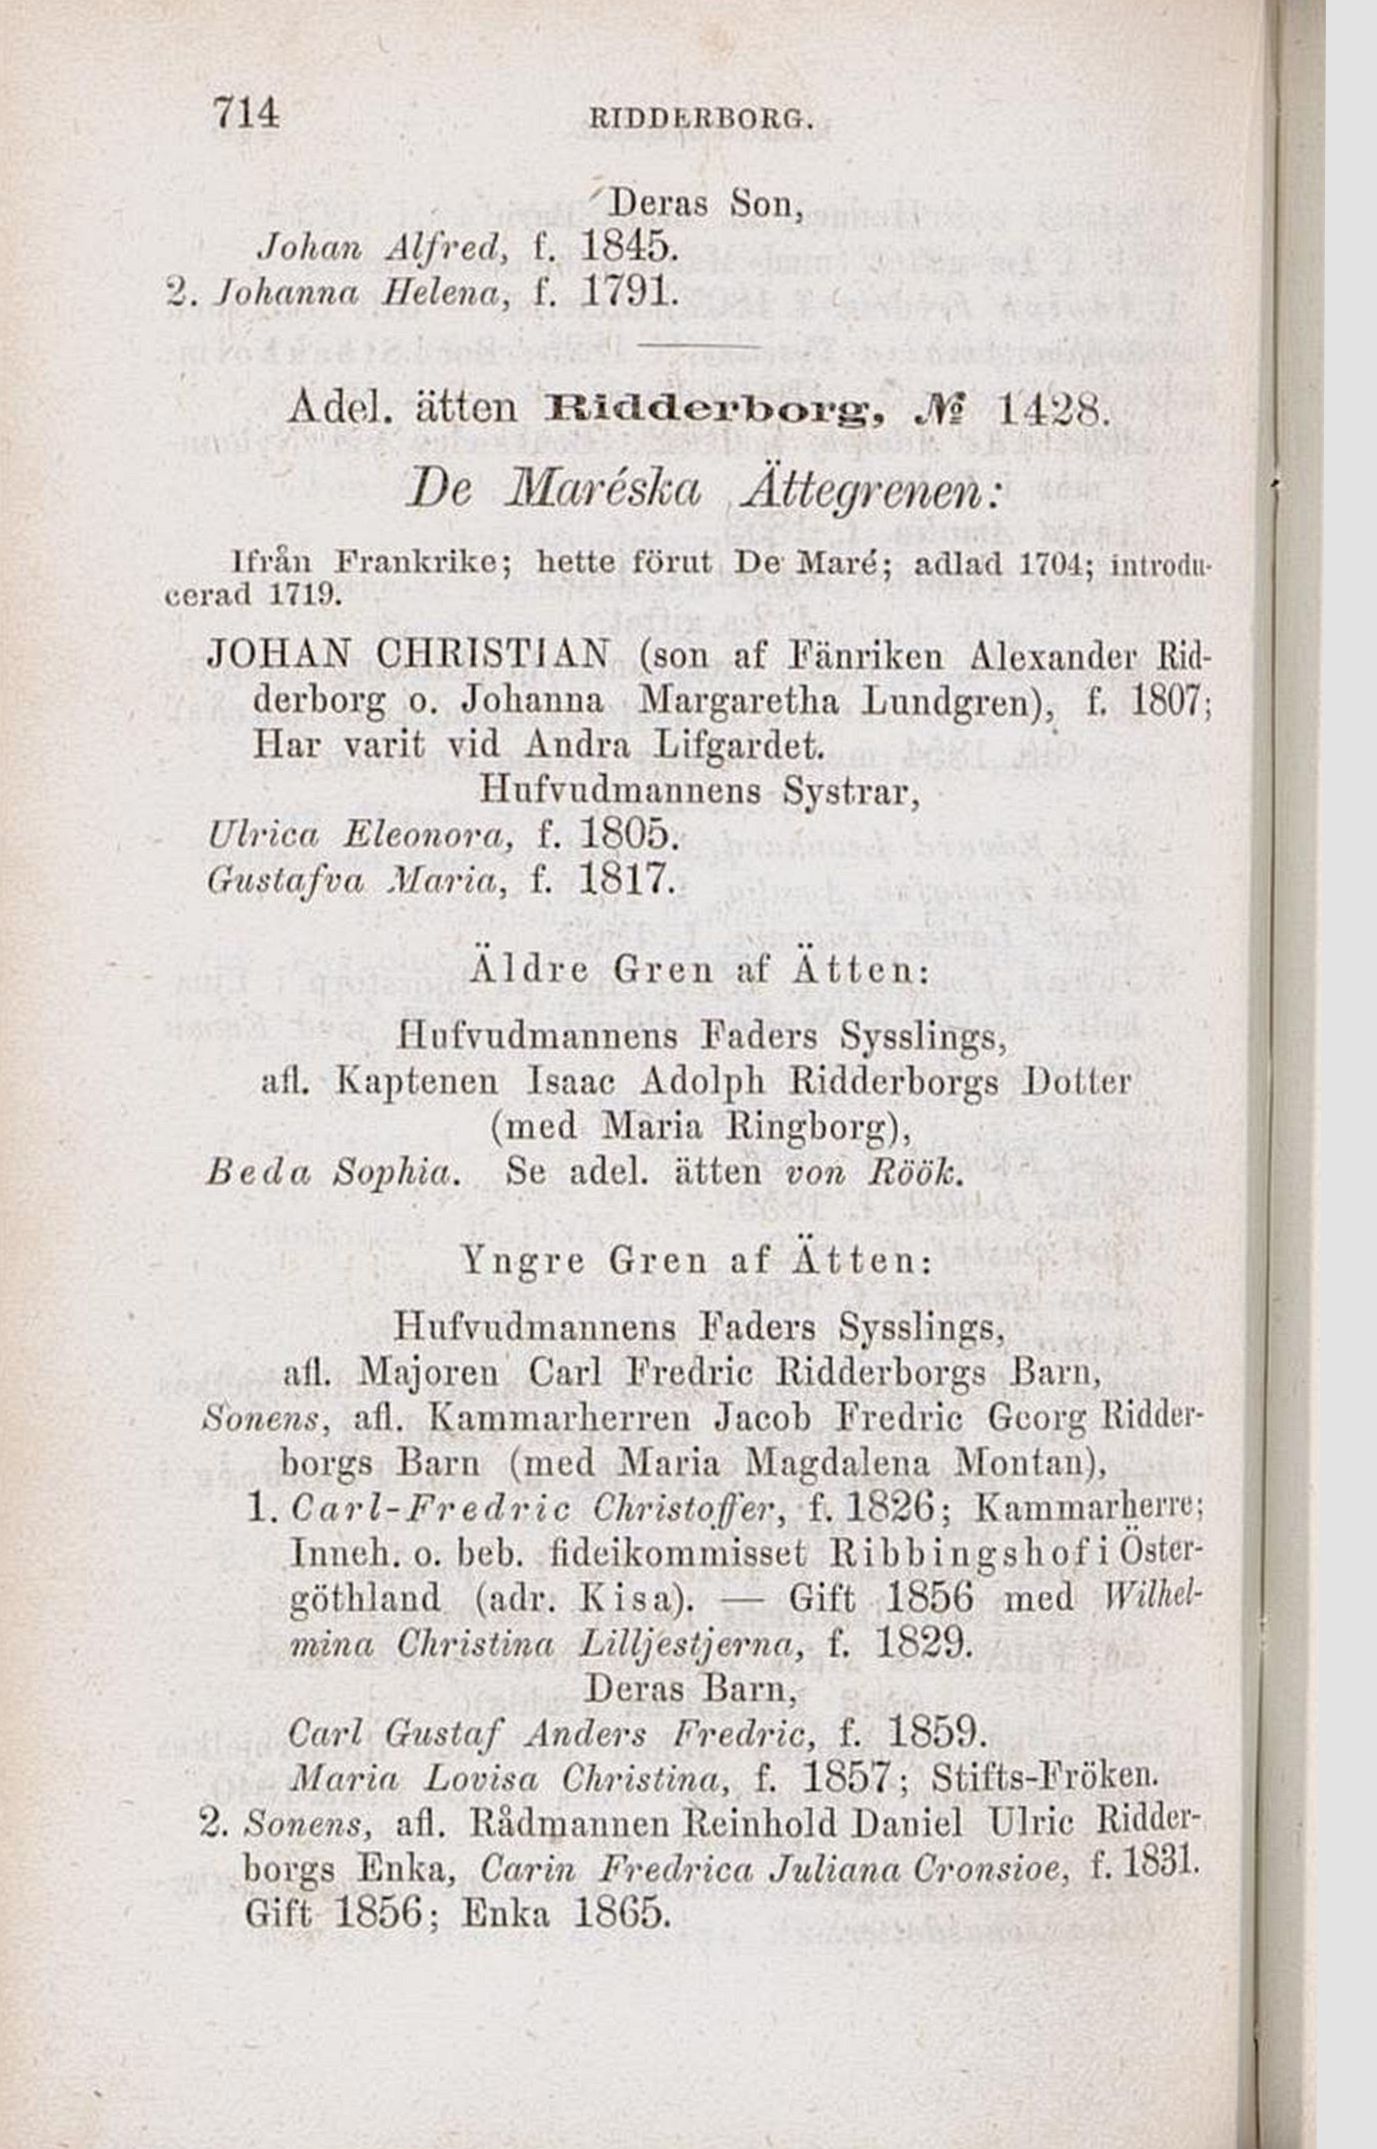 714
RIDDERBORG.
Deras Son,
Johan Alfred, f. 1845.
2. Johanna Helena, f. 1791.
Adel. ätten Ridderborg, № 1428.
De Maréska Ättegrenen:
Ifrån Frankrike; hette förut De Maré; adlad 1704; introdu-
cerad 1719.
JOHAN CHRISTIAN (son af Fänriken Alexander Rid-
derborg o. Johanna Margaretha Lundgren), f. 1807;
Har varit vid Andra Lifgardet.
Hufvudmannens Systrar,
Ulrica Eleonora, f. 1805.
Gustafva Maria, f. 1817.
Äldre Gren af Ätten:
Hufvudmannens Faders Sysslings,
afl. Kaptenen Isaac Adolph Ridderborgs Dotter
(med Maria Ringborg),
Beda Sophia. Se adel. ätten von Röök.
Yngre Gren af Ätten:
Hufvudmannens Faders Sysslings,
afl. Majoren Carl Fredric Ridderborgs Barn,
Sonens, afl. Kammarherren Jacob Fredric Georg Ridder-
borgs Barn (med Maria Magdalena Montan),
1. Carl-Fredric Christoffer, f. 1826; Kammarherre;
Inneh. o. beb. fideikommisset Ribbingshof i Öster-
göthland (adr. Kisa). — Gift 1856 med Wilhel-
mina Christina Lilljestjerna, f. 1829.
Deras Barn,
Carl Gustaf Anders Fredric, f. 1859.
Maria Lovisa Christina, f. 1857; Stifts-Fröken.
2. Sonens, afl. Rådmannen Reinhold Daniel Ulric Ridder-
borgs Enka, Carin Fredrica Juliana Cronsioe, f. 1831.
Gift 1856; Enka 1865.